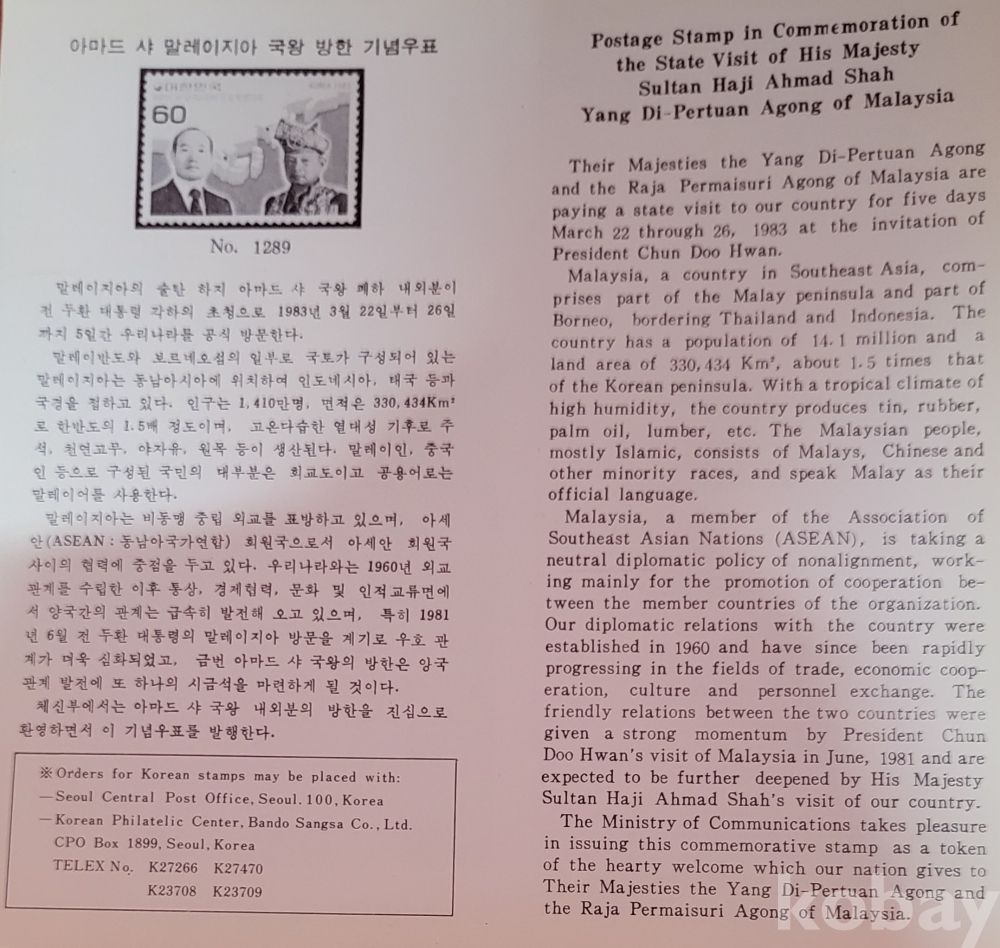 아마드 샤 말레이지아 국왕 방한 기념우표
대한민국
60
No. 1289
말레이지아의 술탄 하지 아마드 샤 국왕 폐하 내외분이
전 두환 대통령 각하의 초청으로 1983년 3월 22일부터 26일
까지 5일간 우리나라를 공식 방문한다.
말레이반도와 보르네오섬의 일부로 국토가 구성되어 있는
말레이지아는 동남아시아에 위치하여 인도네시아, 태국 등과
국경을 접하고 있다. 인구는 1,410만명, 면적은 330,434Km²
로 한반도의 1.5배 정도이며, 고온다습한 열대성 기후로 주
석, 천연고무, 야자유, 원목 등이 생산된다. 말레이인, 중국
인 등으로 구성된 국민의 대부분은 회교도이고 공용어로는
말레이어를 사용한다.
말레이지아는 비동맹 중립 외교를 표방하고 있으며, 아세
안(ASEAN:동남아국가연합) 회원국으로서 아세안 회원국
사이의 협력에 중점을 두고 있다. 우리나라와는 1960년 외교
관계를 수립한 이후 통상, 경제협력, 문화 및 인적교류면에
서 양국간의 관계는 급속히 발전해 오고 있으며, 특히 1981
년 6월 전 두환 대통령의 말레이지아 방문을 계기로 우호 관
계가 더욱 심화되었고, 금번 아마드 샤 국왕의 방한은 양국
관계 발전에 또 하나의 시금석을 마련하게 될 것이다.
체신부에서는 아마드 샤 국왕 내외분의 방한을 진심으로
환영하면서 이 기념우표를 발행한다.
※Orders for Korean stamps may be placed with:
—Seoul Central Post Office, Seoul. 100, Korea
—Korean Philatelic Center, Bando Sangsa Co., Ltd.
CPO Box 1899, Seoul, Korea
TELEX No. K27266 K27470
K23708 K23709
Postage Stamp in Commemoration of
the State Visit of His Majesty
Sultan Haji Ahmad Shah
Yang Di-Pertuan Agong of Malaysia
Their Majesties the Yang Di-Pertuan Agong
and the Raja Permaisuri Agong of Malaysia are
paying a state visit to our country for five days
March 22 through 26, 1983 at the invitation of
President Chun Doo Hwan.
Malaysia, a country in Southeast Asia, com-
prises part of the Malay peninsula and part of
Borneo, bordering Thailand and Indonesia. The
country has a population of 14.1 million and a
land area of 330,434 Km², about 1.5 times that
of the Korean peninsula. With a tropical climate of
high humidity, the country produces tin, rubber,
palm oil, lumber, etc. The Malaysian people,
mostly Islamic, consists of Malays, Chinese and
other minority races, and speak Malay as their
official language.
Malaysia, a member of the Association of
Southeast Asian Nations (ASEAN), is taking a
neutral diplomatic policy of nonalignment, work-
ing mainly for the promotion of cooperation be-
tween the member countries of the organization.
Our diplomatic relations with the country were
established in 1960 and have since been rapidly
progressing in the fields of trade, economic coop-
eration, culture and personnel exchange. The
friendly relations between the two countries were
given a strong momentum by President Chun
Doo Hwan's visit of Malaysia in June, 1981 and are
expected to be further deepened by His Majesty
Sultan Haji Ahmad Shah's visit of our country.
The Ministry of Communications takes pleasure
in issuing this commemorative stamp as a token
of the hearty welcome which our nation gives to
Their Majesties the Yang Di-Pertuan Agong and
the Raja Permaisuri Agong of Malaysia.
kobay